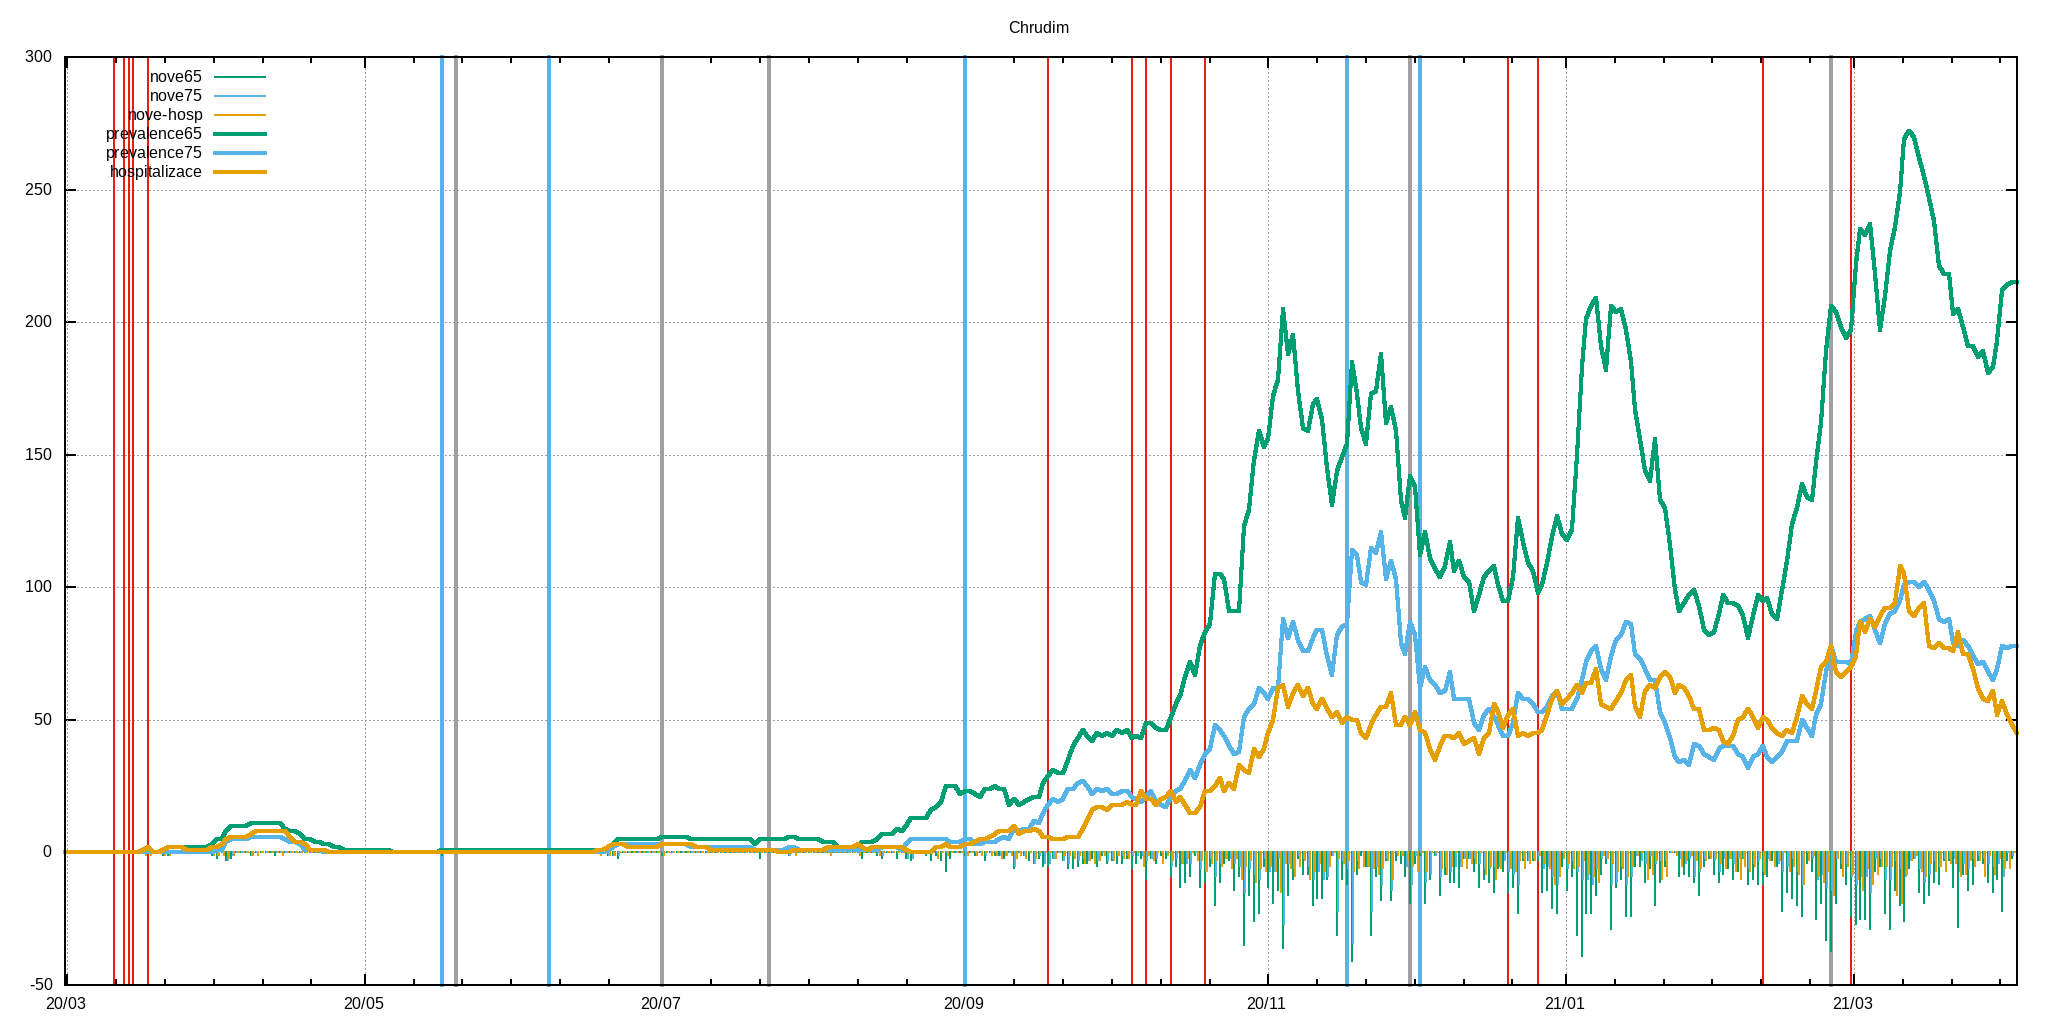 Chrudim
300
250
200
150
100
50
0
-50
nove65
nove75
nove-hosp
prevalence65
prevalence75
hospitalizace
20/03 20/05 20/07 20/09 20/11 21/01 21/03